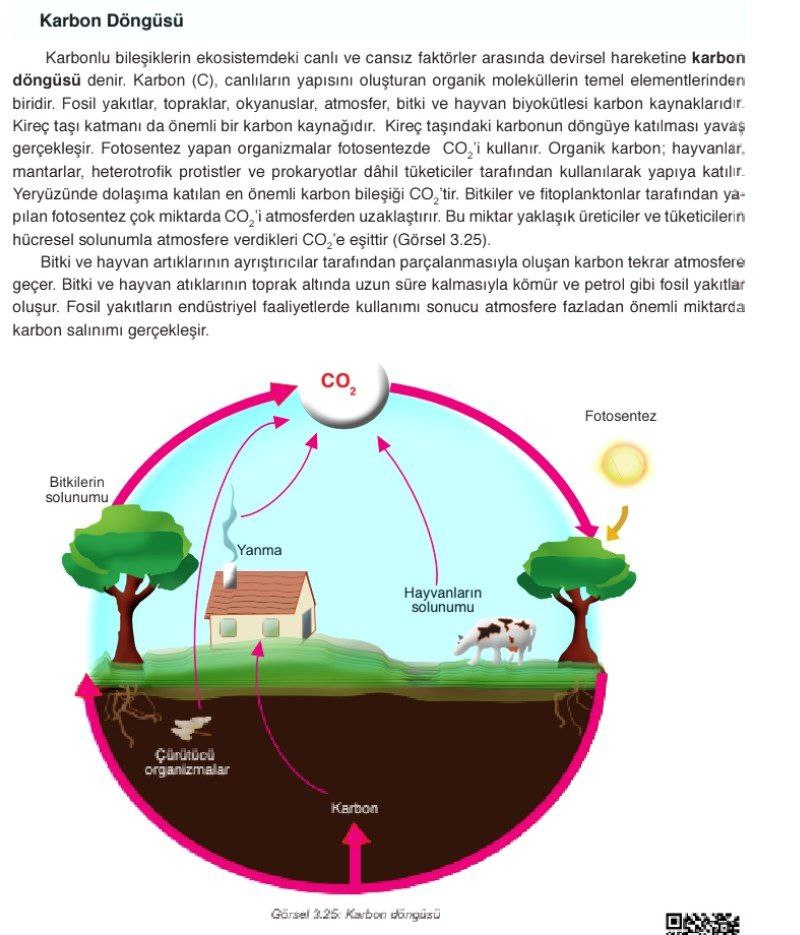 Karbon Döngüsü
Karbonlu bileşiklerin ekosistemdeki canlı ve cansız faktörler arasında devirsel hareketine karbon
döngüsü denir. Karbon (C), canlıların yapısını oluşturan organik moleküllerin temel elementlerinden
biridir. Fosil yakıtlar, topraklar, okyanuslar, atmosfer, bitki ve hayvan biyokütlesi karbon kaynaklarıdır.
Kireç taşı katmanı da önemli bir karbon kaynağıdır. Kireç taşındaki karbonun döngüye katılması yavaş
gerçekleşir. Fotosentez yapan organizmalar fotosentezde CO₂'i kullanır. Organik karbon; hayvanlar,
mantarlar, heterotrofik protistler ve prokaryotlar dâhil tüketiciler tarafından kullanılarak yapıya katılır.
Yeryüzünde dolaşıma katılan en önemli karbon bileşiği CO₂'tir. Bitkiler ve fitoplanktonlar tarafından ya-
pılan fotosentez çok miktarda CO₂'i atmosferden uzaklaştırır. Bu miktar yaklaşık üreticiler ve tüketicilerin
hücresel solunumla atmosfere verdikleri CO₂'e eşittir (Görsel 3.25).
Bitki ve hayvan artıklarının ayrıştırıcılar tarafından parçalanmasıyla oluşan karbon tekrar atmosfere
geçer. Bitki ve hayvan atıklarının toprak altında uzun süre kalmasıyla kömür ve petrol gibi fosil yakıtlar
oluşur. Fosil yakıtların endüstriyel faaliyetlerde kullanımı sonucu atmosfere fazladan önemli miktarda
karbon salınımı gerçekleşir.
CO₂
Fotosentez
Bitkilerin
solunumu
Yanma
Hayvanların
solunumu
Çürütücü
organizmalar
Karbon
Görsel 3.25: Karbon döngüsü